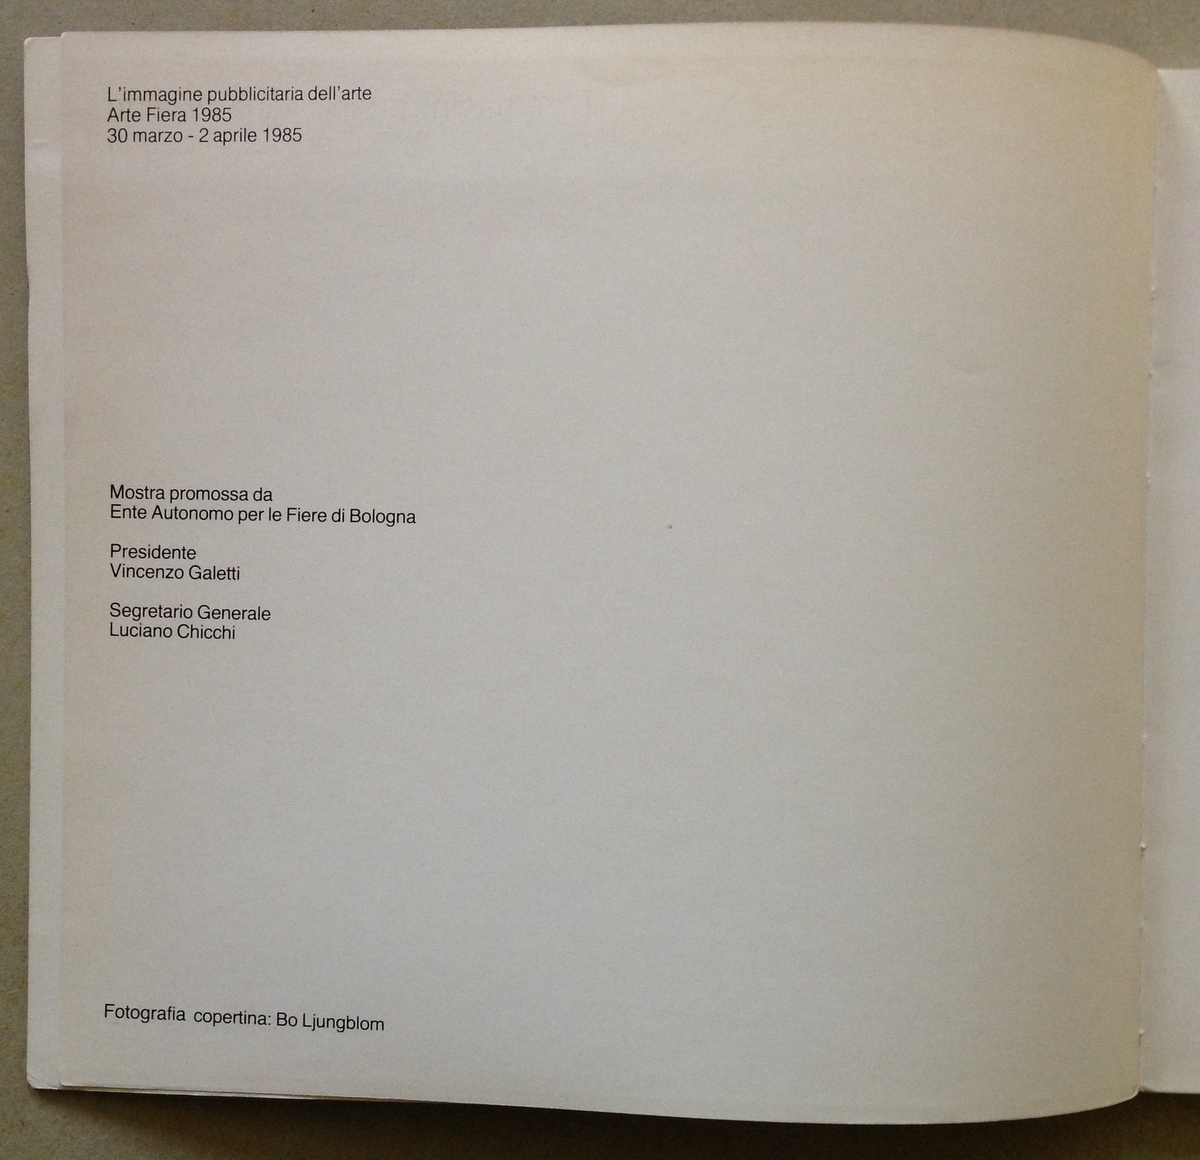 L'immagine pubblicitaria dell'arte
Arte Fiera 1985
30 marzo - 2 aprile 1985
Mostra promossa da
Ente Autonomo per le Fiere di Bologna
Presidente
Vincenzo Galetti
Segretario Generale
Luciano Chicchi
Fotografia copertina: Bo Ljungblom